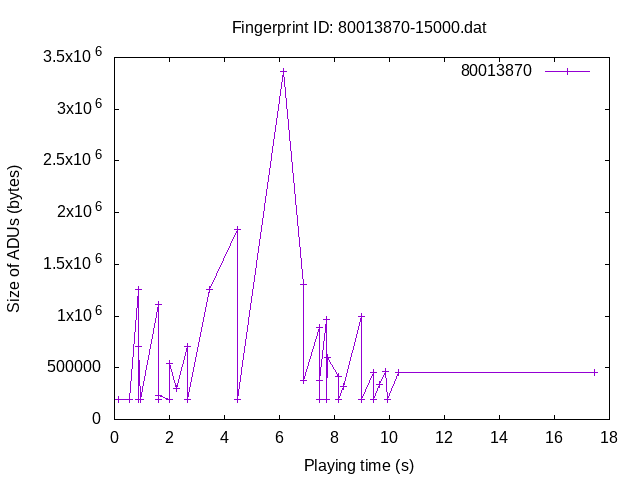 Fingerprint ID: 80013870-15000.dat
80013870
3.5x10^6
3x10^6
2.5x10^6
2x10^6
1.5x10^6
1x10^6
500000
0
Size of ADUs (bytes)
0 2 4 6 8 10 12 14 16 18
Playing time (s)